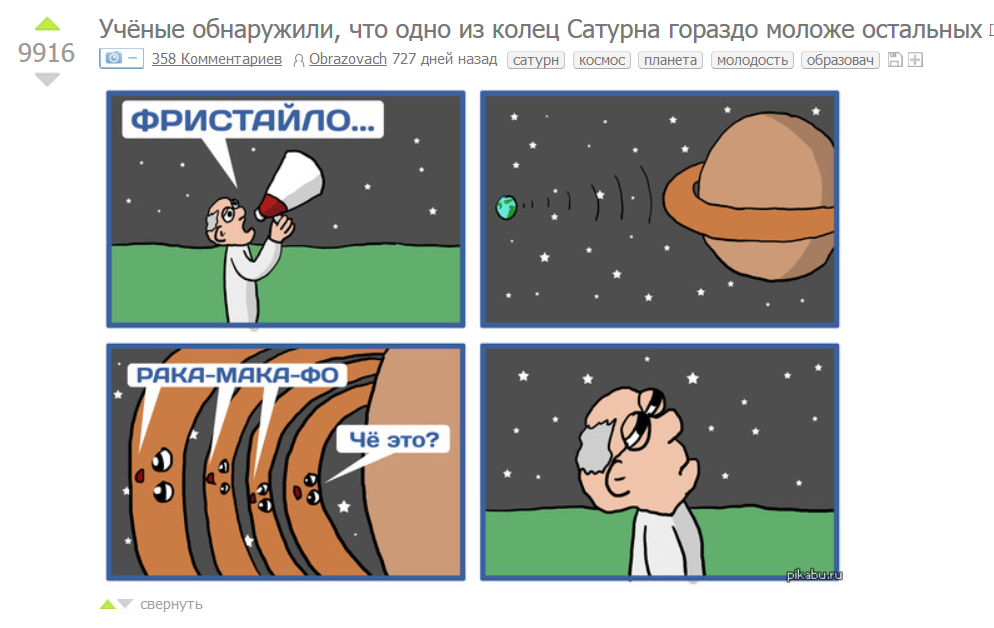 Учёные обнаружили, что одно из колец Сатурна гораздо моложе остальных
9916
358 Комментариев Obrazovach 727 дней назад сатурн космос планета молодость образовач
ФРИСТАЙЛО...
РАКА-МАКА-ФО
Чё это?
pikabu.ru
свернуть